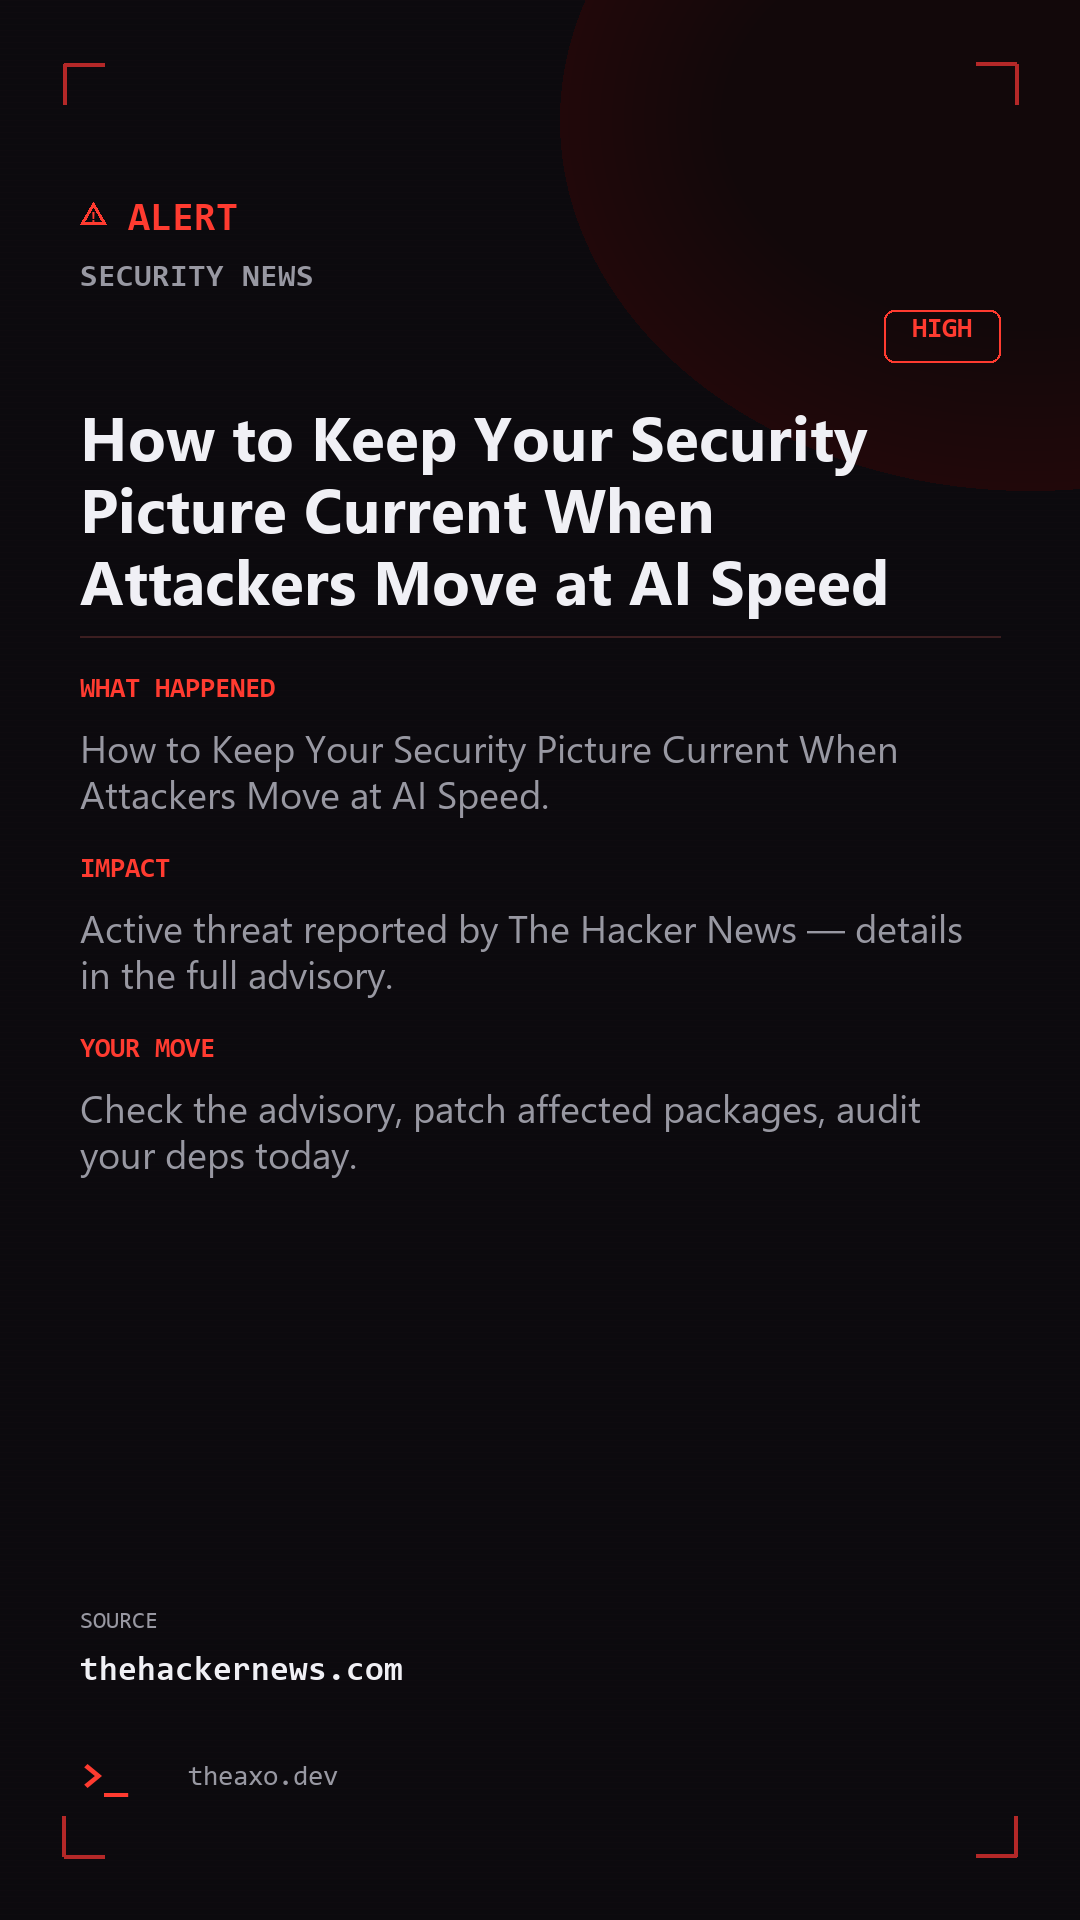 ⚠ ALERT
SECURITY NEWS
HIGH
How to Keep Your Security
Picture Current When
Attackers Move at AI Speed
WHAT HAPPENED
How to Keep Your Security Picture Current When
Attackers Move at AI Speed.
IMPACT
Active threat reported by The Hacker News — details
in the full advisory.
YOUR MOVE
Check the advisory, patch affected packages, audit
your deps today.
SOURCE
thehackernews.com
>_ theaxo.dev